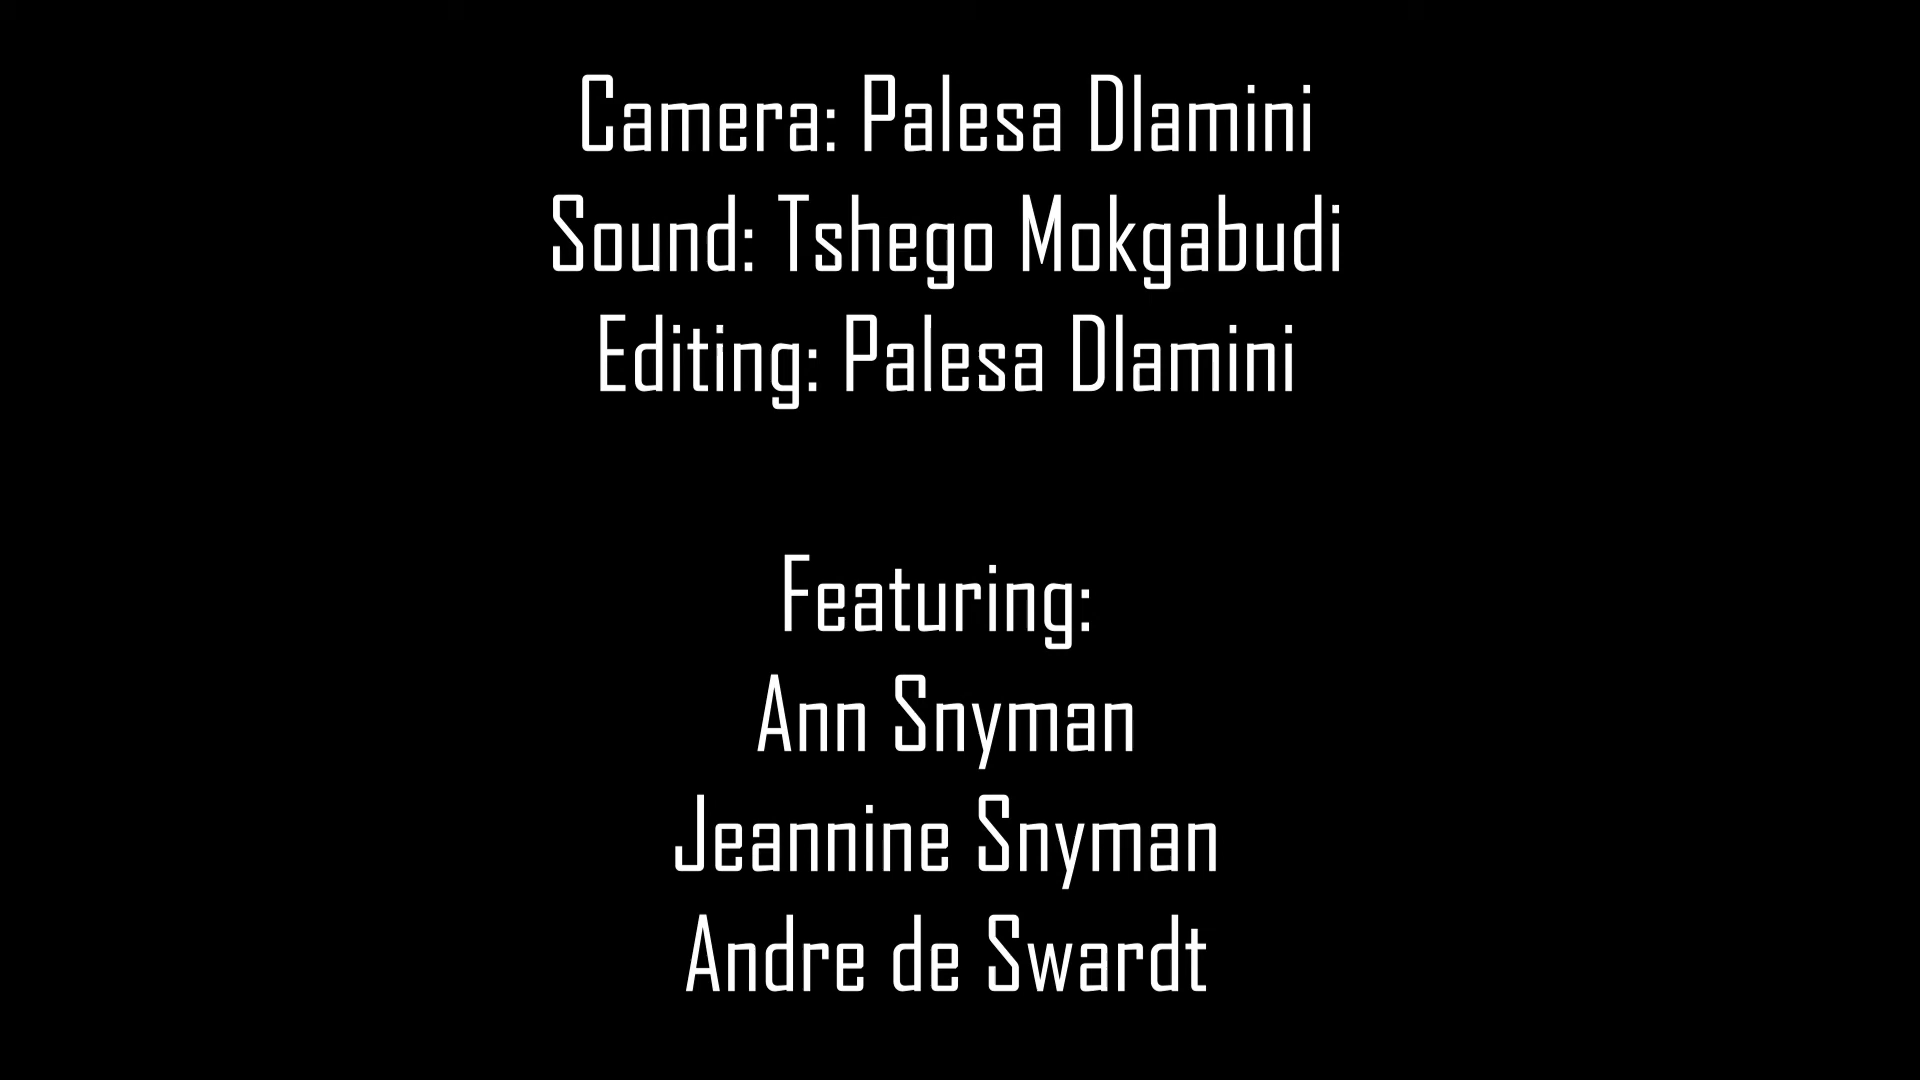 Camera: Palesa Dlamini
Sound: Tshego Mokgabudi
Editing: Palesa Dlamini
Featuring:
Ann Snyman
Jeannine Snyman
Andre de Swardt